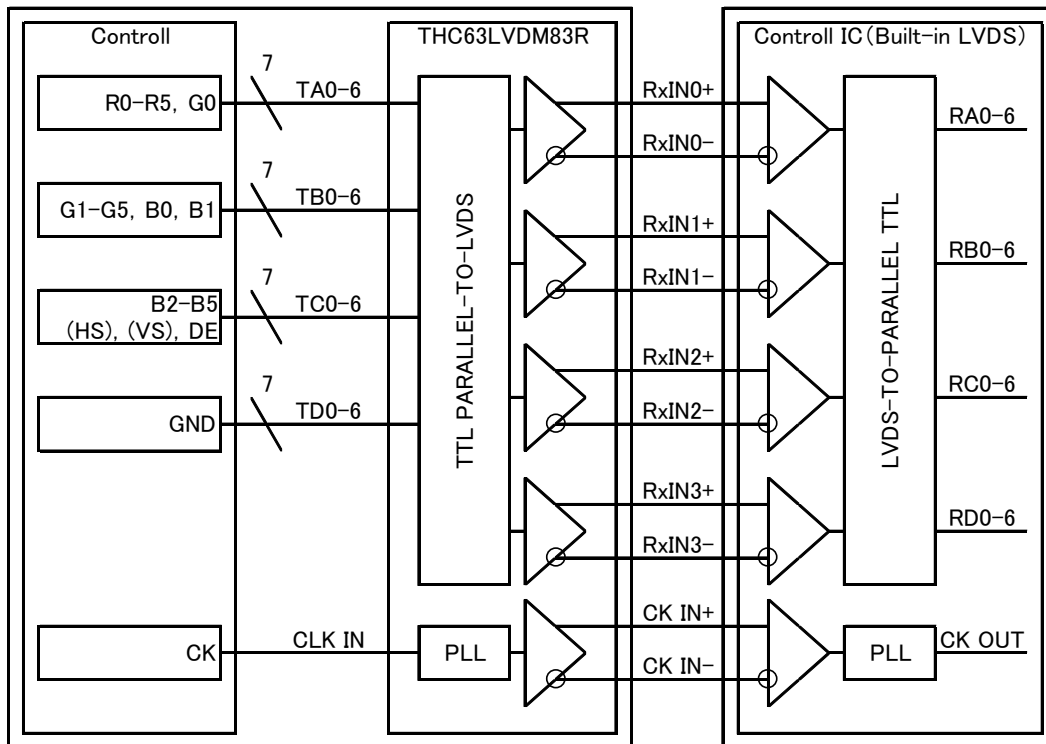 Controll
THC63LVDM83R
Controll IC(Built-in LVDS)
R0-R5, G0
7
TA0-6
RxIN0+
RxIN0-
RA0-6
G1-G5, B0, B1
7
TB0-6
RxIN1+
RxIN1-
RB0-6
B2-B5
(HS), (VS), DE
7
TC0-6
RxIN2+
RxIN2-
RC0-6
GND
7
TD0-6
RxIN3+
RxIN3-
RD0-6
TTL PARALLEL-TO-LVDS
LVDS-TO-PARALLEL TTL
CK
CLK IN
PLL
CK IN+
CK IN-
PLL
CK OUT